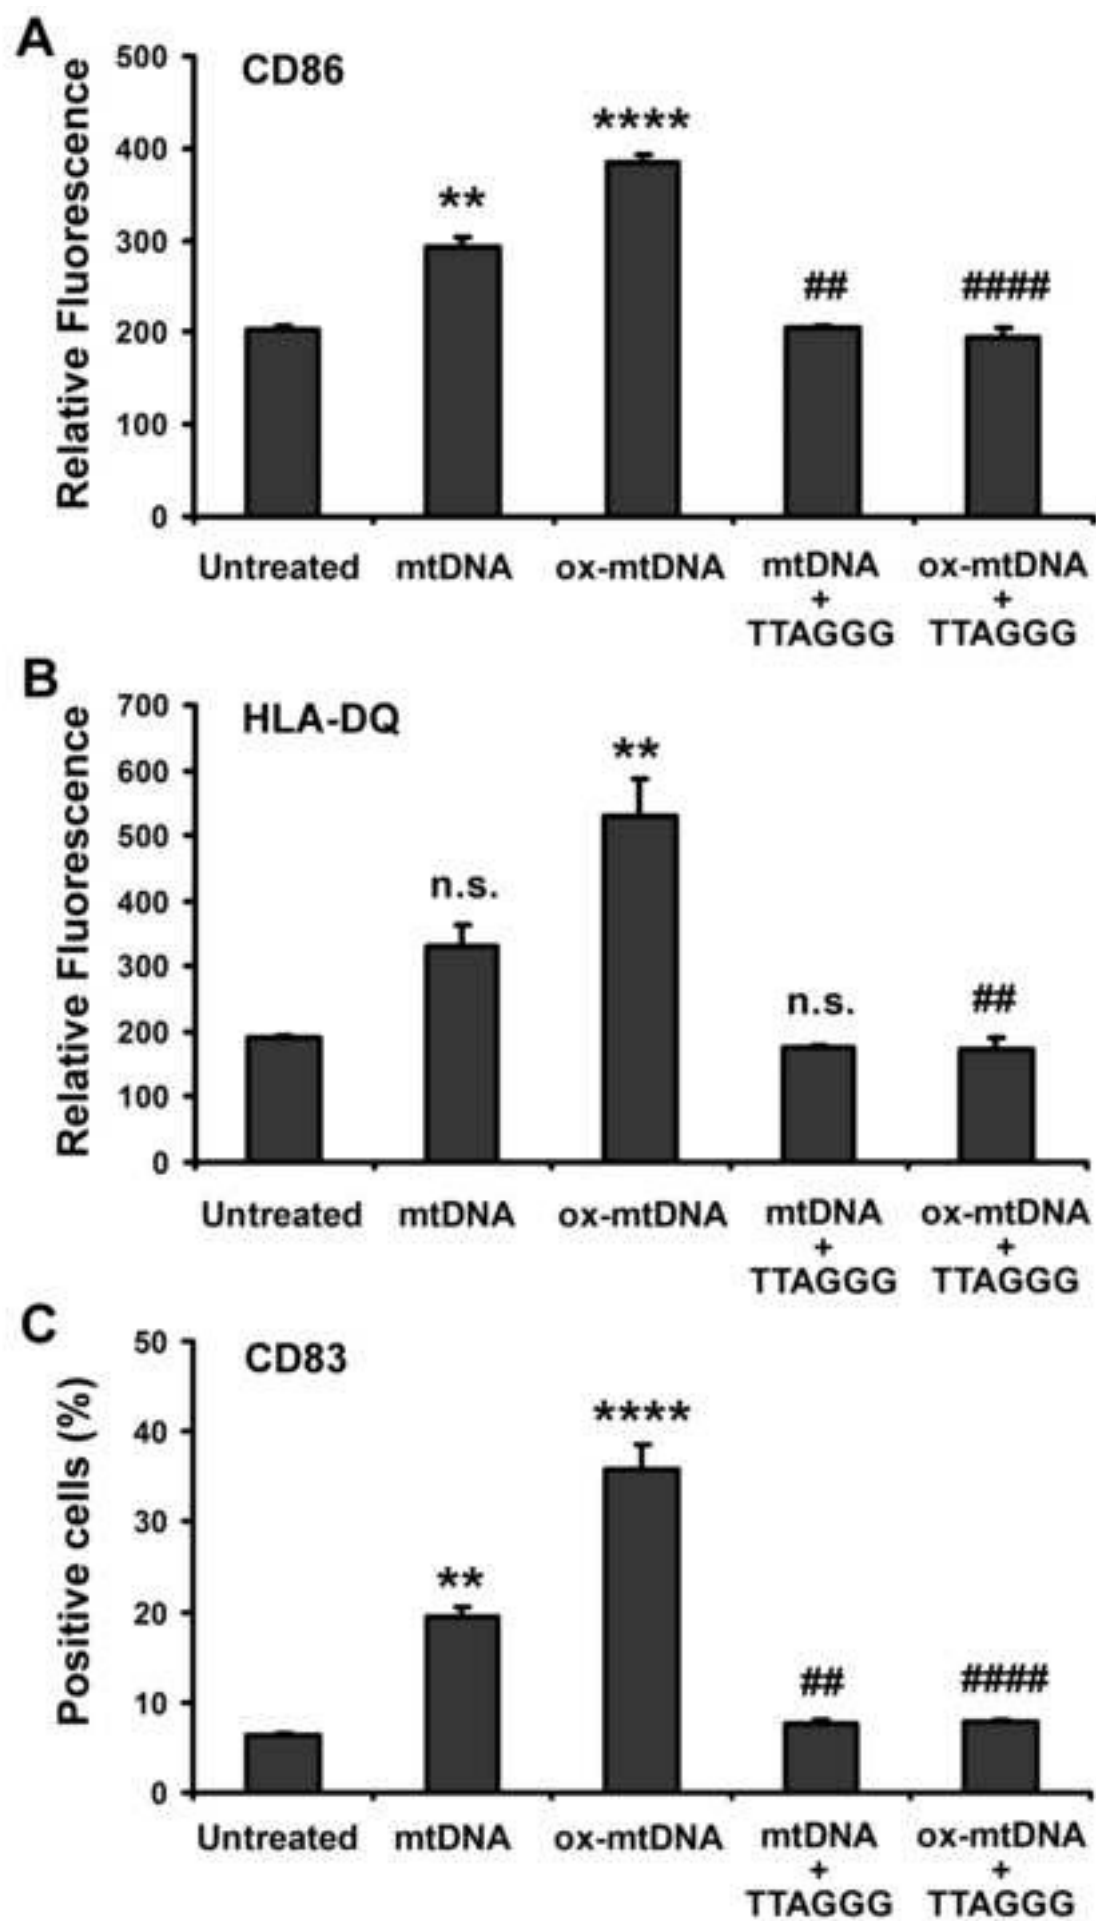 A
CD86
Relative Fluorescence
500
400
300
200
100
0
**
****
##
####
Untreated mtDNA ox-mtDNA mtDNA + TTAGGG ox-mtDNA + TTAGGG
B
HLA-DQ
Relative Fluorescence
700
600
500
400
300
200
100
0
n.s.
**
n.s.
##
Untreated mtDNA ox-mtDNA mtDNA + TTAGGG ox-mtDNA + TTAGGG
C
CD83
Positive cells (%)
50
40
30
20
10
0
**
****
##
####
Untreated mtDNA ox-mtDNA mtDNA + TTAGGG ox-mtDNA + TTAGGG